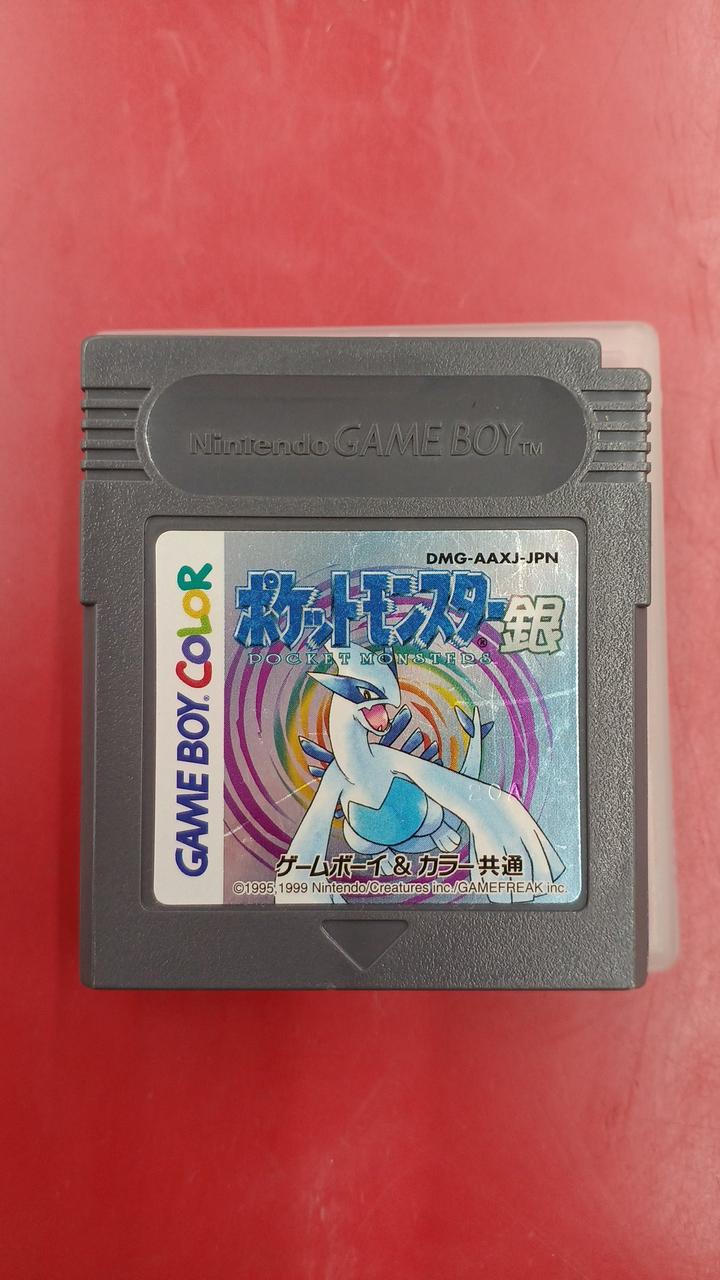 Nintendo GAME BOY™
DMG-AAXJ-JPN
ポケットモンスター®銀
POCKET MONSTERS
GAME BOY® COLOR
ゲームボーイ & カラー共通
©1995,1999 Nintendo/Creatures inc./GAMEFREAK inc.